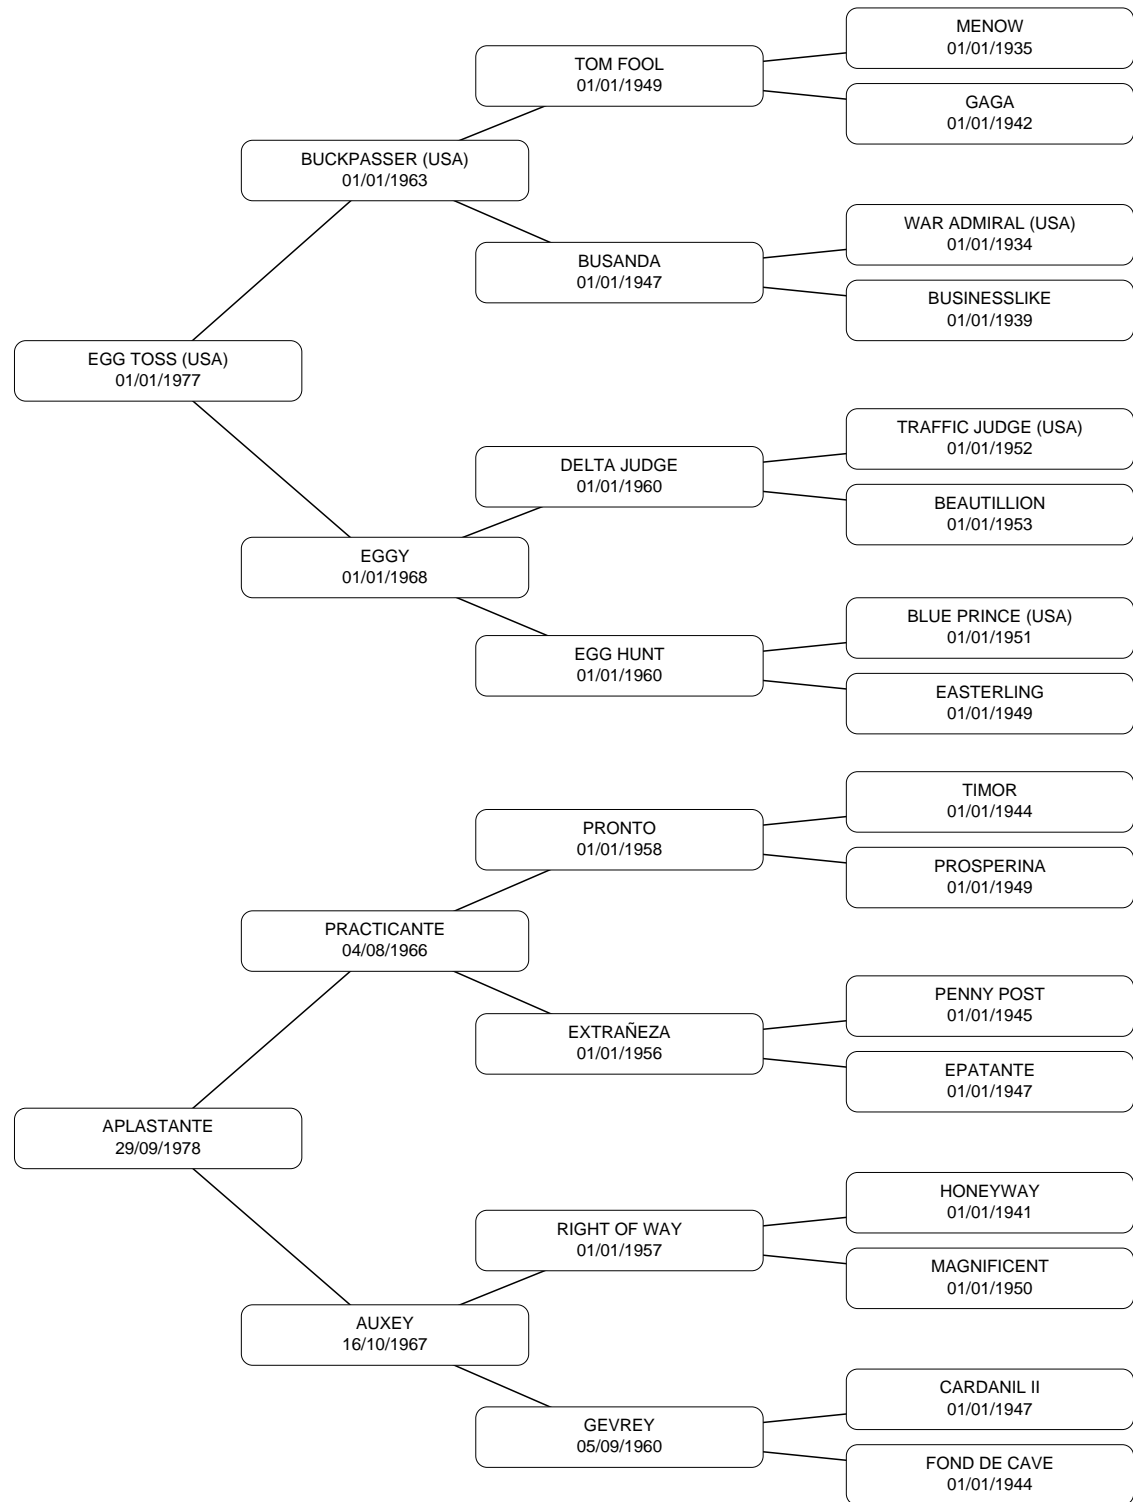 MENOW
01/01/1935
TOM FOOL
01/01/1949
GAGA
01/01/1942
BUCKPASSER (USA)
01/01/1963
WAR ADMIRAL (USA)
01/01/1934
BUSANDA
01/01/1947
BUSINESSLIKE
01/01/1939
EGG TOSS (USA)
01/01/1977
TRAFFIC JUDGE (USA)
01/01/1952
DELTA JUDGE
01/01/1960
BEAUTILLION
01/01/1953
EGGY
01/01/1968
BLUE PRINCE (USA)
01/01/1951
EGG HUNT
01/01/1960
EASTERLING
01/01/1949
TIMOR
01/01/1944
PRONTO
01/01/1958
PROSPERINA
01/01/1949
PRACTICANTE
04/08/1966
PENNY POST
01/01/1945
EXTRAÑEZA
01/01/1956
EPATANTE
01/01/1947
APLASTANTE
29/09/1978
HONEYWAY
01/01/1941
RIGHT OF WAY
01/01/1957
MAGNIFICENT
01/01/1950
AUXEY
16/10/1967
CARDANIL II
01/01/1947
GEVREY
05/09/1960
FOND DE CAVE
01/01/1944